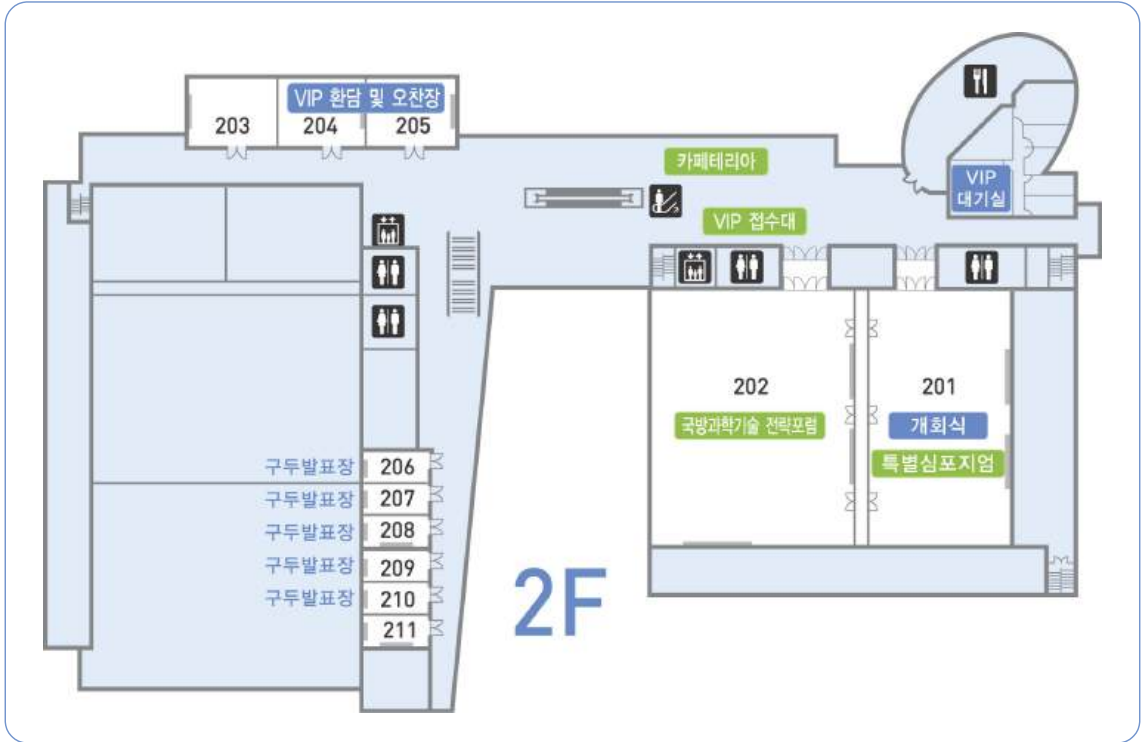 VIP 환담 및 오찬장
203
204
205
카페테리아
VIP
대기실
VIP 접수대
202
국방과학기술 전략포럼
201
개회식
특별심포지엄
구두발표장 206
구두발표장 207
구두발표장 208
구두발표장 209
구두발표장 210
211
2F